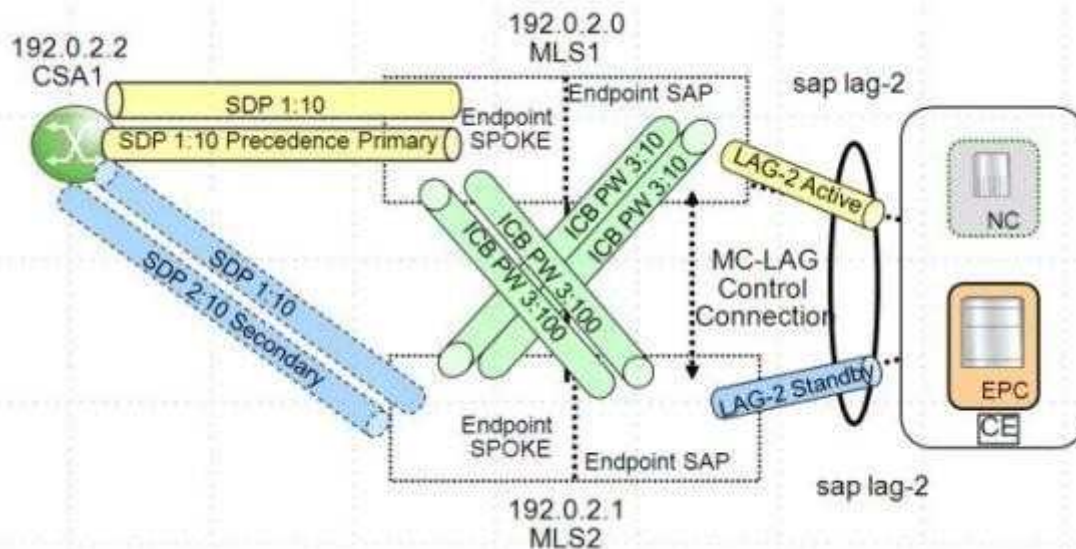 192.0.2.2
CSA1
192.0.2.0
MLS1
sap lag-2
SDP 1:10
SDP 1:10 Precedence Primary
Endpoint
SPOKE
Endpoint SAP
ICB PW 3:10
ICB PW 3:10
LAG-2 Active
NC
ICB PW 3:100
ICB PW 3:100
SDP 1:10
SDP 2:10 Secondary
MC-LAG
Control
Connection
LAG-2 Standby
EPC
CE
Endpoint
SPOKE
Endpoint SAP
sap lag-2
192.0.2.1
MLS2